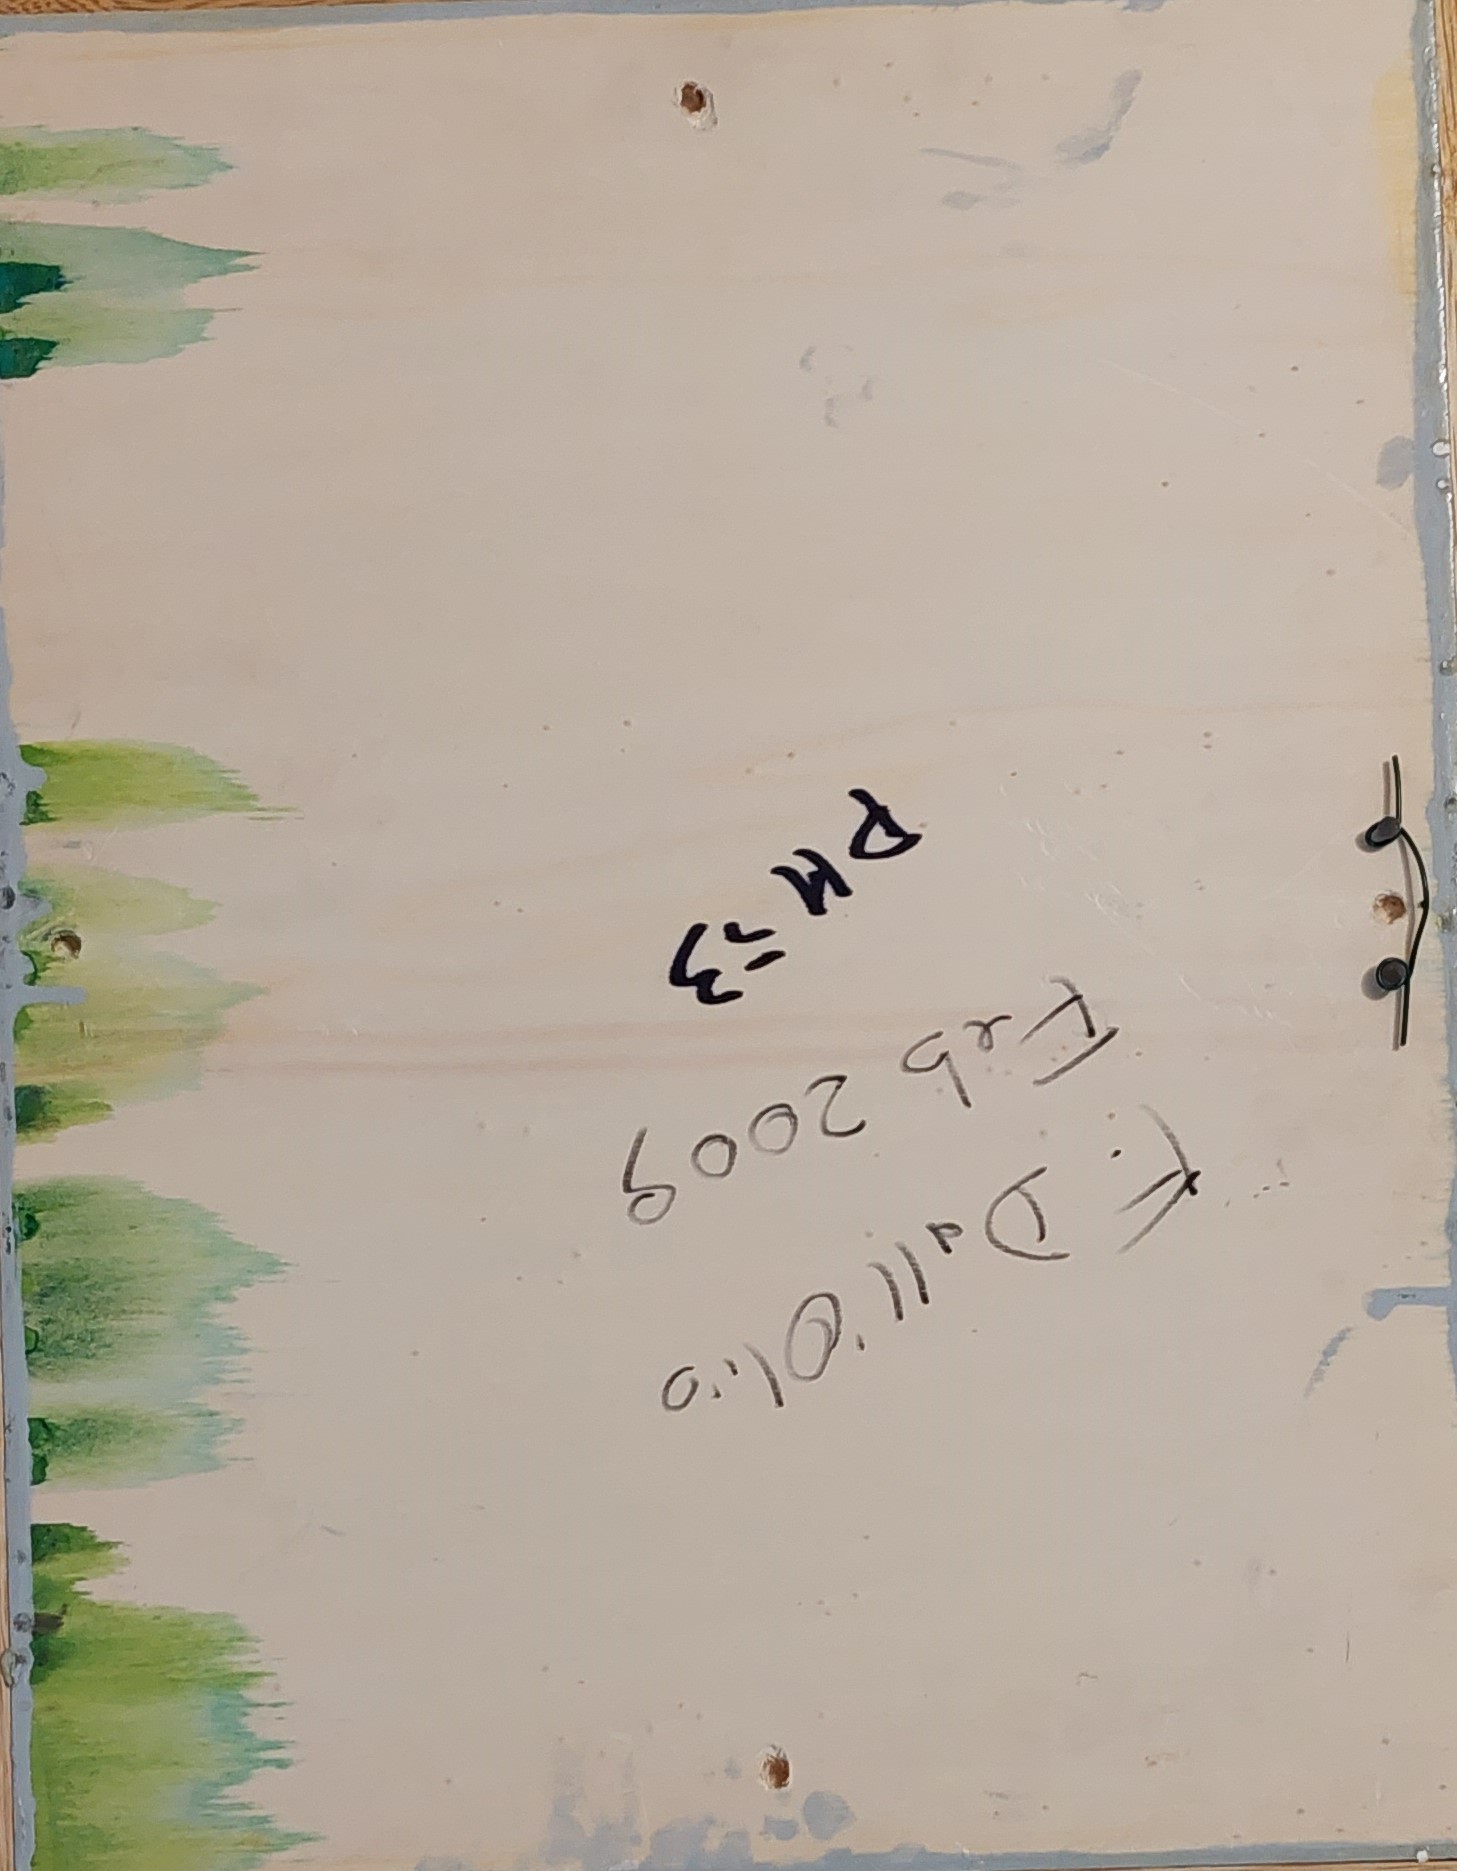 F. Dall'Olio
Feb 2009
PM =3